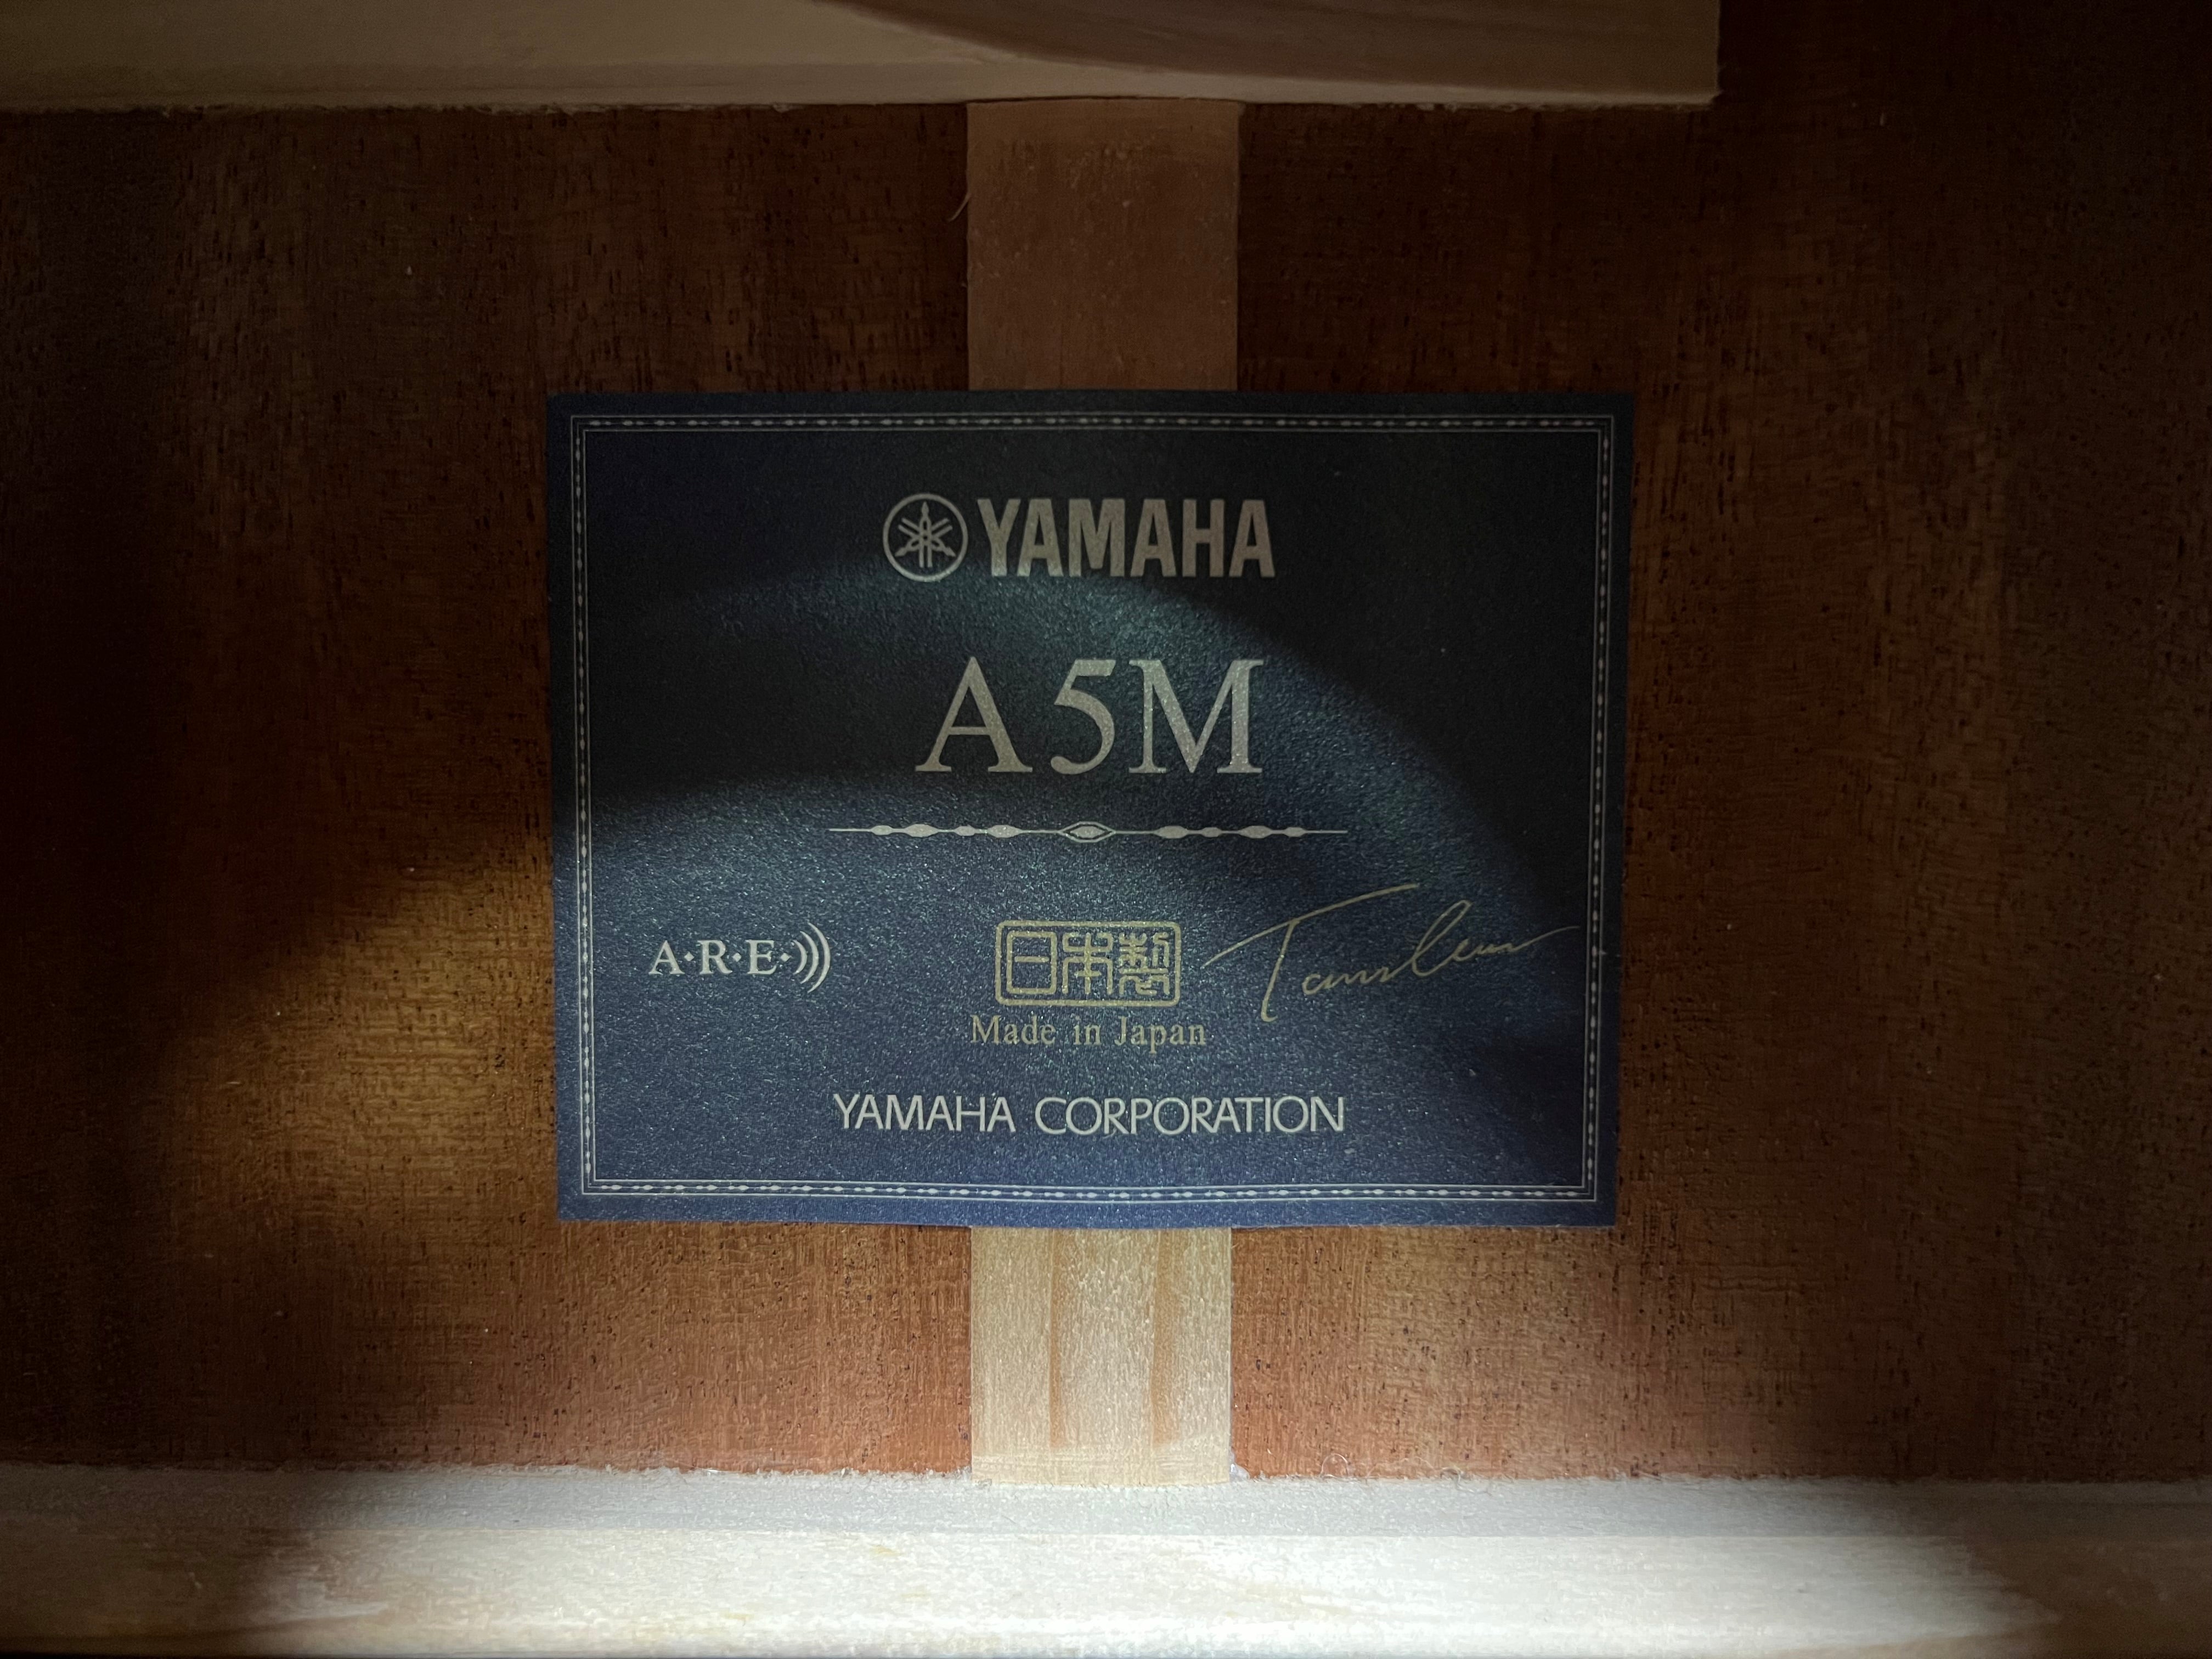 YAMAHA
A5M
A·R·E·
日本製
Made in Japan
YAMAHA CORPORATION